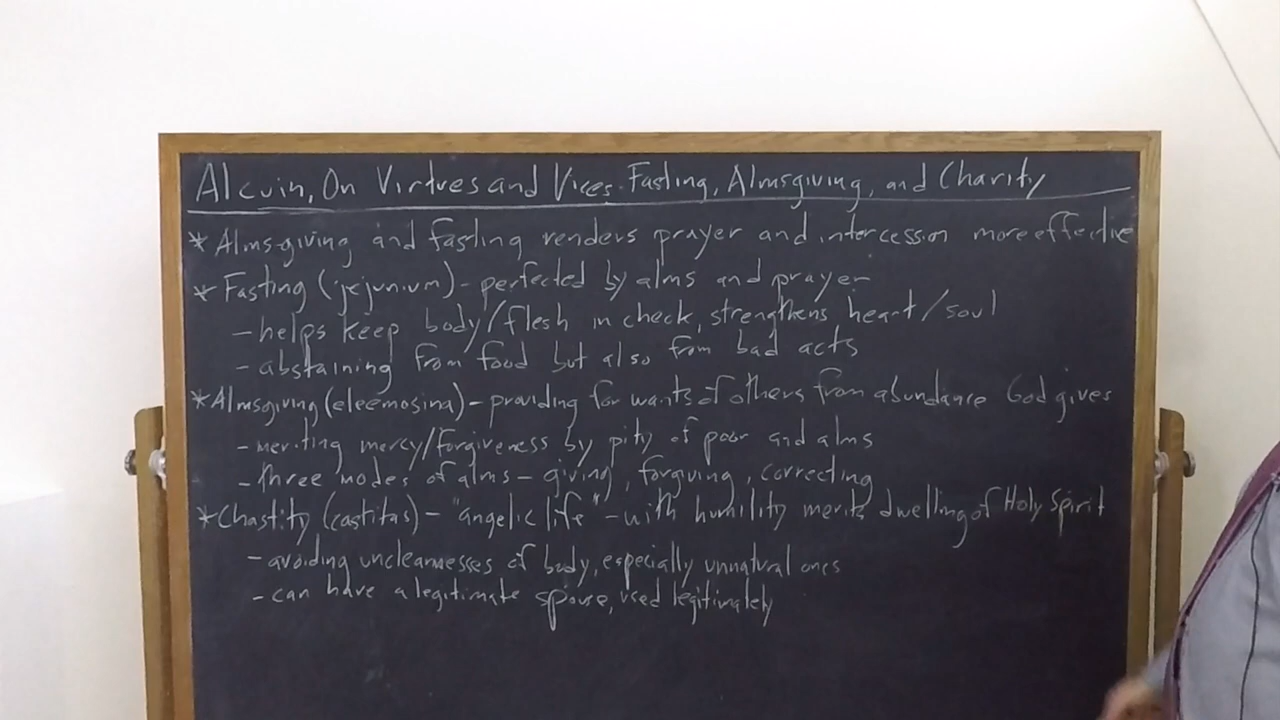 Alcuin, On Virtues and Vices: Fasting, Almsgiving, and Charity
* Alms-giving and fasting renders prayer and intercession more effective
* Fasting (jejunium) - perfected by alms and prayer
- helps keep body/flesh in check, strengthens heart/soul
- abstaining from food but also from bad acts
* Almsgiving (eleemosina) - providing for wants of others from abundance God gives
- meriting mercy/forgiveness by pity of poor and alms
- three modes of alms - giving, forgiving, correcting
* Chastity (castitas) - "angelic life" - with humility merits dwelling of Holy Spirit
- avoiding uncleannesses of body, especially unnatural ones
- can have a legitimate spouse, used legitimately